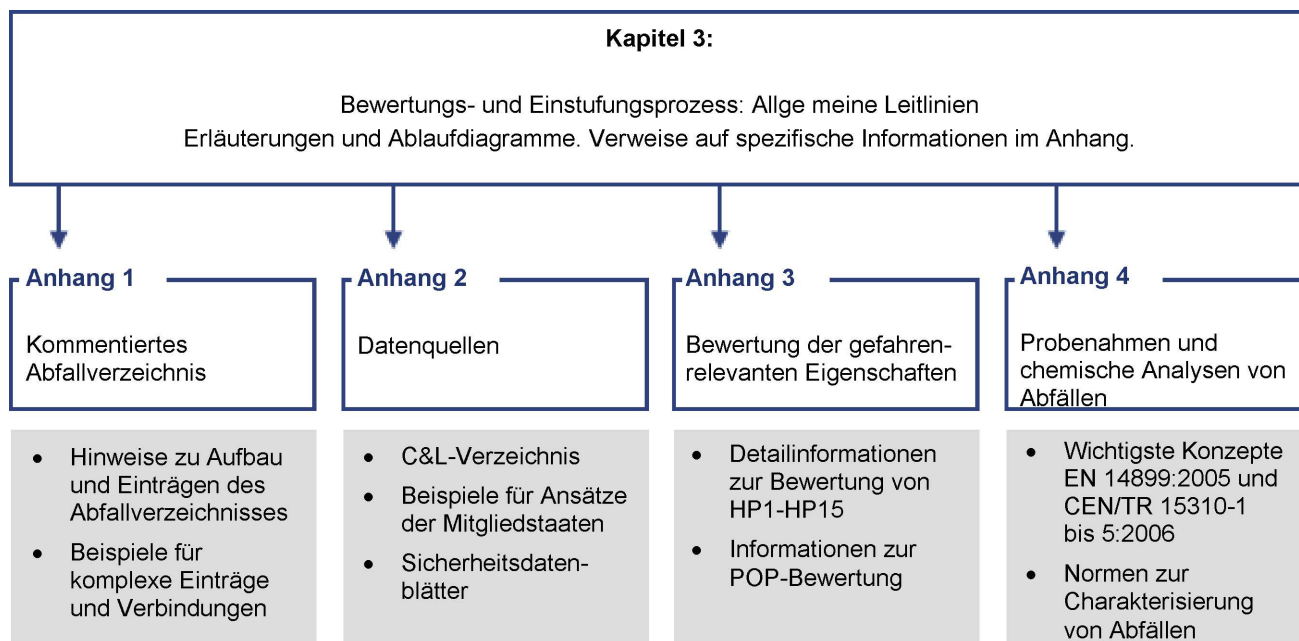 Kapitel 3:
Bewertungs- und Einstufungsprozess: Allge meine Leitlinien
Erläuterungen und Ablaufdiagramme. Verweise auf spezifische Informationen im Anhang.
Anhang 1
Kommentiertes
Abfallverzeichnis
• Hinweise zu Aufbau
und Einträgen des
Abfallverzeichnisses
• Beispiele für
komplexe Einträge
und Verbindungen
Anhang 2
Datenquellen
• C&L-Verzeichnis
• Beispiele für Ansätze
der Mitgliedstaaten
• Sicherheitsdaten-
blätter
Anhang 3
Bewertung der gefahren-
relevanten Eigenschaften
• Detailinformationen
zur Bewertung von
HP1-HP15
• Informationen zur
POP-Bewertung
Anhang 4
Probenahmen und
chemische Analysen von
Abfällen
• Wichtigste Konzepte
EN 14899:2005 und
CEN/TR 15310-1
bis 5:2006
• Normen zur
Charakterisierung
von Abfällen